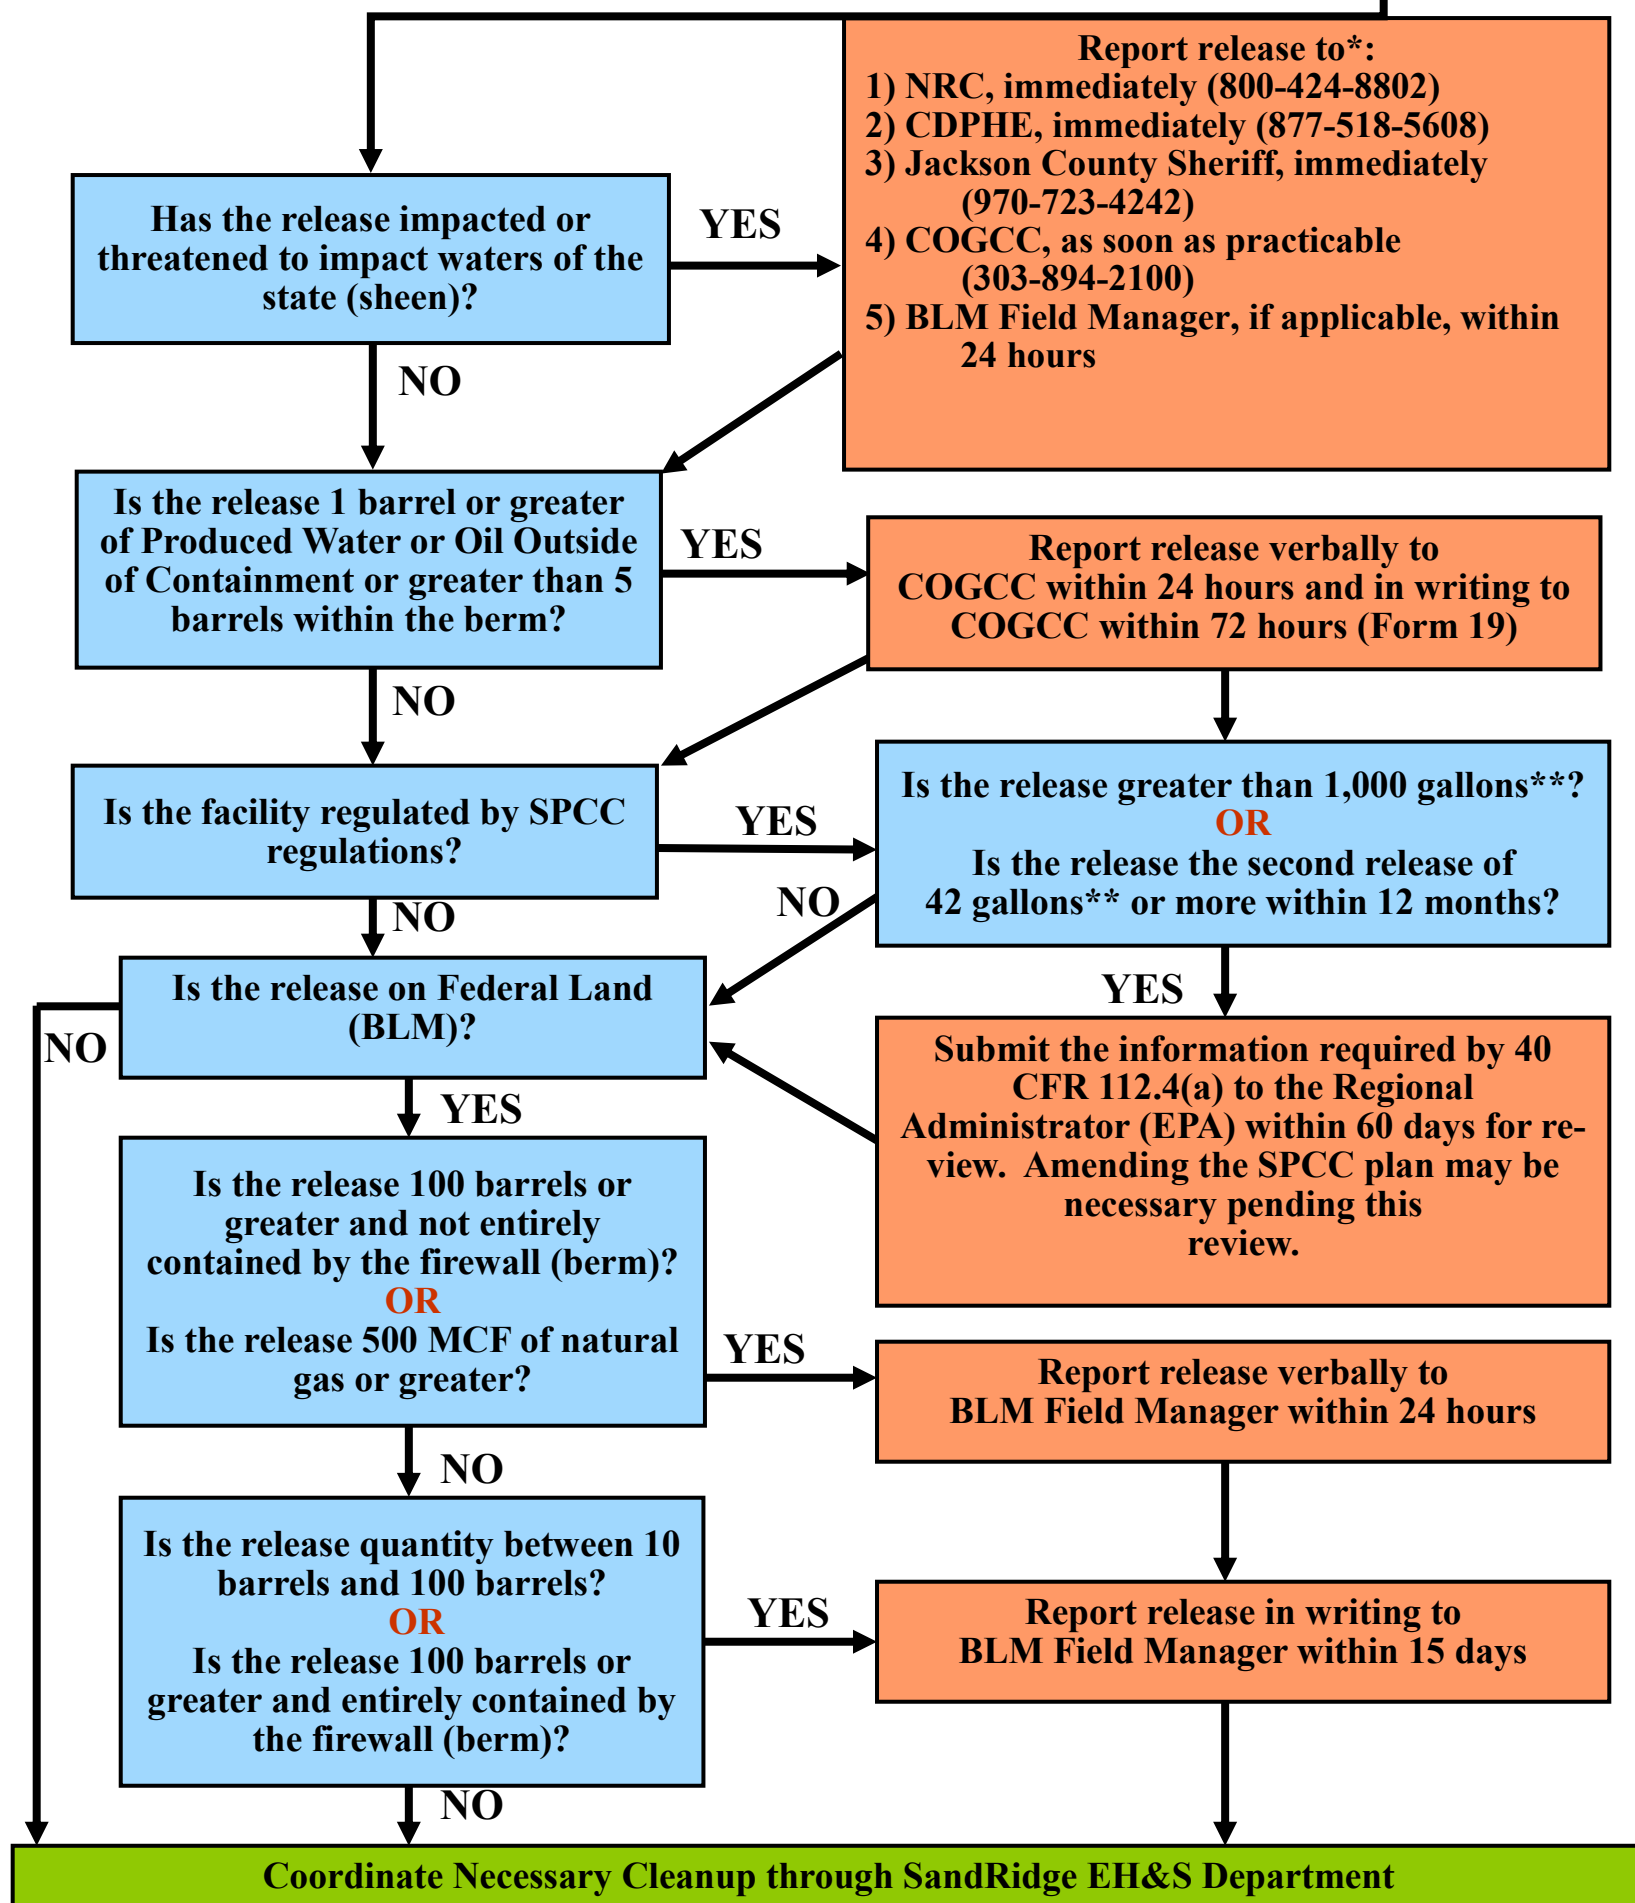 Report release to*:
1) NRC, immediately (800-424-8802)
2) CDPHE, immediately (877-518-5608)
3) Jackson County Sheriff, immediately
(970-723-4242)
4) COGCC, as soon as practicable
(303-894-2100)
5) BLM Field Manager, if applicable, within
24 hours
Has the release impacted or
threatened to impact waters of the
state (sheen)?
YES
NO
Is the release 1 barrel or greater
of Produced Water or Oil Outside
of Containment or greater than 5
barrels within the berm?
YES
Report release verbally to
COGCC within 24 hours and in writing to
COGCC within 72 hours (Form 19)
NO
Is the facility regulated by SPCC
regulations?
YES
Is the release greater than 1,000 gallons**?
OR
Is the release the second release of
42 gallons** or more within 12 months?
NO
NO
Is the release on Federal Land
(BLM)?
YES
NO
YES
Submit the information required by 40
CFR 112.4(a) to the Regional
Administrator (EPA) within 60 days for re-
view.  Amending the SPCC plan may be
necessary pending this
review.
Is the release 100 barrels or
greater and not entirely
contained by the firewall (berm)?
OR
Is the release 500 MCF of natural
gas or greater?
YES
Report release verbally to
BLM Field Manager within 24 hours
NO
Is the release quantity between 10
barrels and 100 barrels?
OR
Is the release 100 barrels or
greater and entirely contained by
the firewall (berm)?
YES
Report release in writing to
BLM Field Manager within 15 days
NO
Coordinate Necessary Cleanup through SandRidge EH&S Department